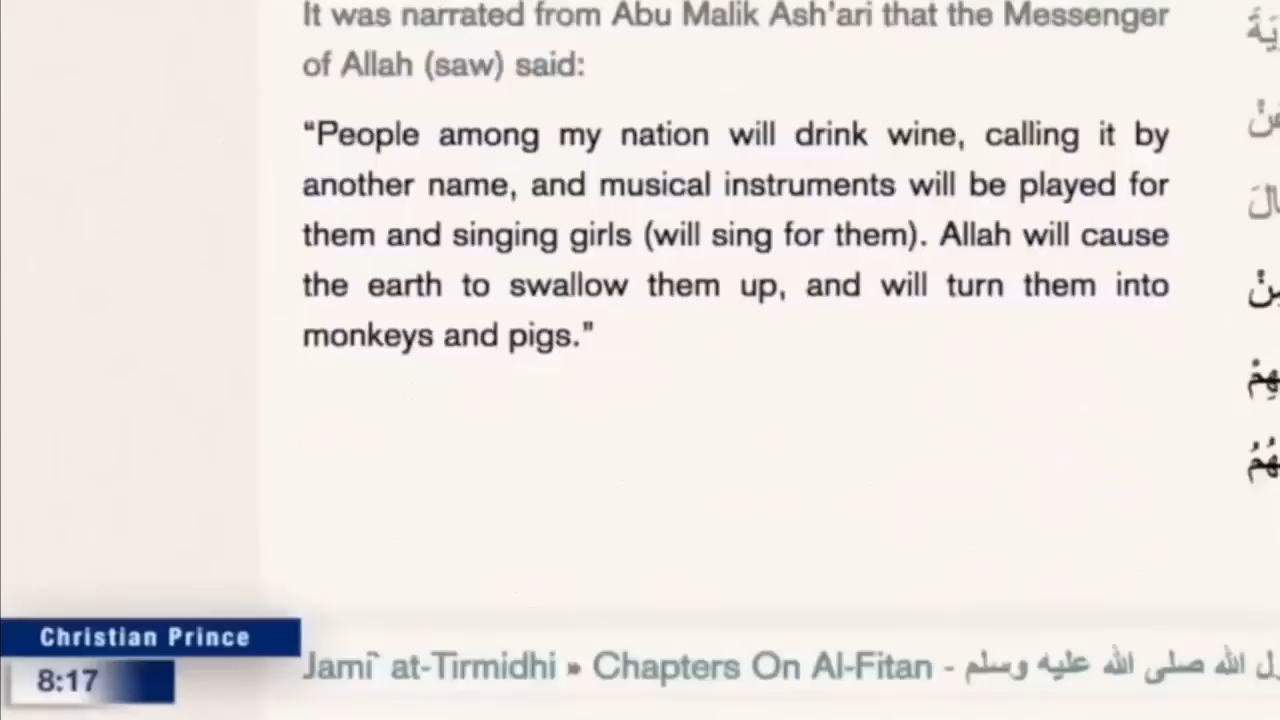 It was narrated from Abu Malik Ash'ari that the Messenger
of Allah (saw) said:
“People among my nation will drink wine, calling it by
another name, and musical instruments will be played for
them and singing girls (will sing for them). Allah will cause
the earth to swallow them up, and will turn them into
monkeys and pigs.”
Christian Prince
8:17
Jami` at-Tirmidhi » Chapters On Al-Fitan - الله صلى الله عليه وسلم